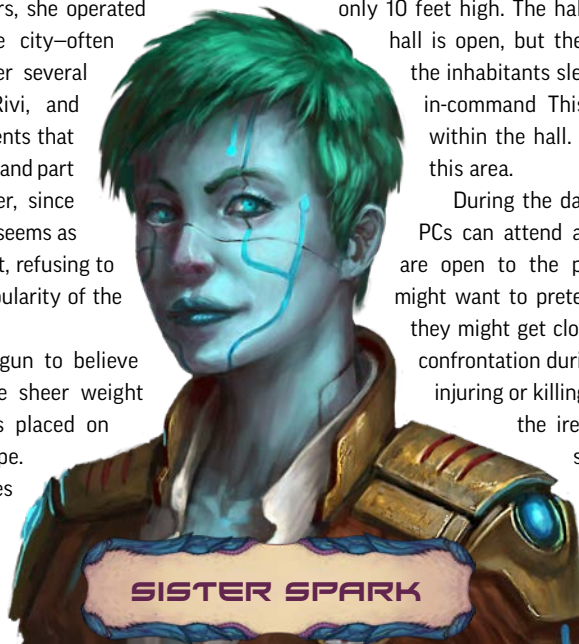 rs, she operated
e city—often
er several
Rivi, and
ents that
and part
er, since
seems as
t, refusing to
pularity of the
gun to believe
e sheer weight
s placed on
pe.
es
only 10 feet high. The hal
hall is open, but the
the inhabitants sle
in-command This
within the hall.
this area.
During the da
PCs can attend a
are open to the p
might want to prete
they might get clo
confrontation duri
injuring or killing
the ire
s
SISTER SPARK